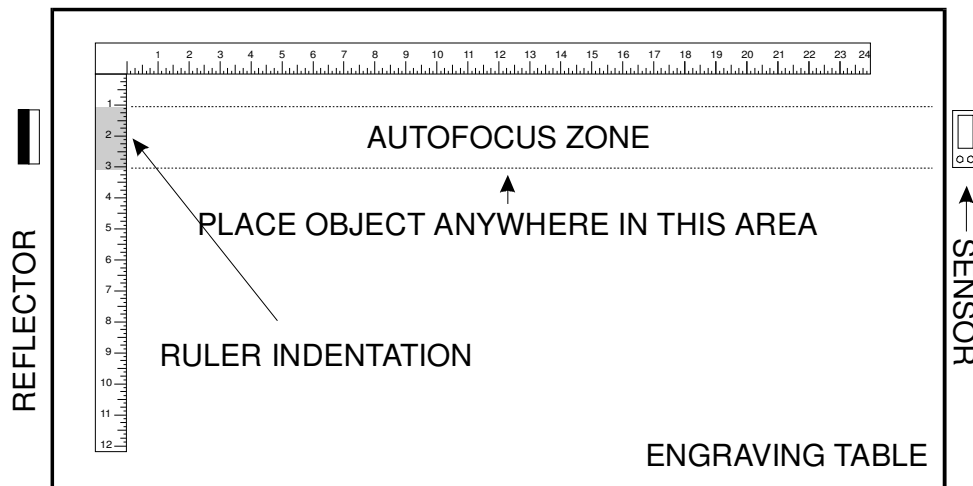 1 2 3 4 5 6 7 8 9 10 11 12 13 14 15 16 17 18 19 20 21 22 23 24
1
2
3
4
5
6
7
8
9
10
11
12
AUTOFOCUS ZONE
PLACE OBJECT ANYWHERE IN THIS AREA
RULER INDENTATION
ENGRAVING TABLE
REFLECTOR
SENSOR